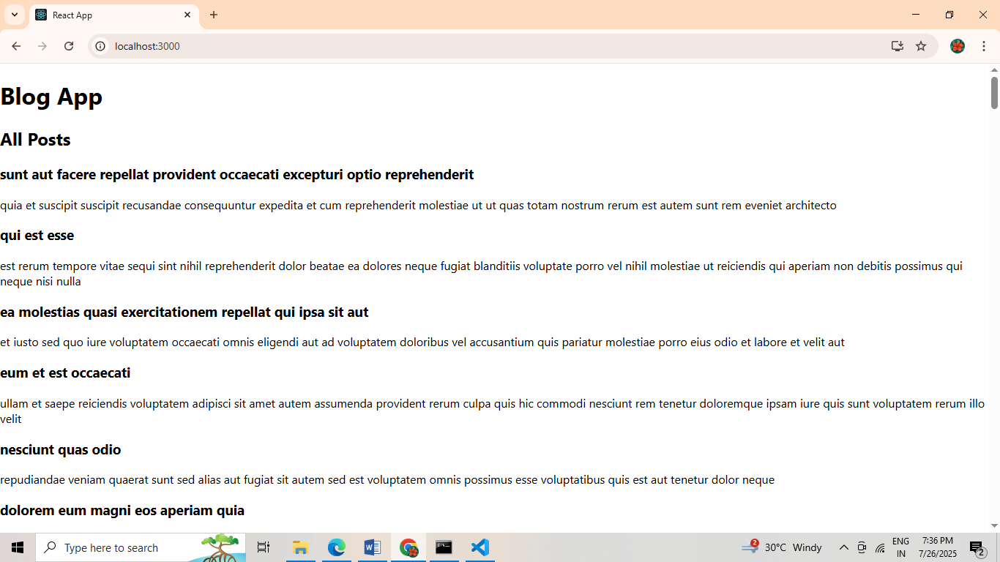 React App
localhost:3000
Blog App
All Posts
sunt aut facere repellat provident occaecati excepturi optio reprehenderit
quia et suscipit suscipit recusandae consequuntur expedita et cum reprehenderit molestiae ut ut quas totam nostrum rerum est autem sunt rem eveniet architecto
qui est esse
est rerum tempore vitae sequi sint nihil reprehenderit dolor beatae ea dolores neque fugiat blanditiis voluptate porro vel nihil molestiae ut reiciendis qui aperiam non debitis possimus qui
neque nisi nulla
ea molestias quasi exercitationem repellat qui ipsa sit aut
et iusto sed quo iure voluptatem occaecati omnis eligendi aut ad voluptatem doloribus vel accusantium quis pariatur molestiae porro eius odio et labore et velit aut
eum et est occaecati
ullam et saepe reiciendis voluptatem adipisci sit amet autem assumenda provident rerum culpa quis hic commodi nesciunt rem tenetur doloremque ipsam iure quis sunt voluptatem rerum illo
velit
nesciunt quas odio
repudiandae veniam quaerat sunt sed alias aut fugiat sit autem sed est voluptatem omnis possimus esse voluptatibus quis est aut tenetur dolor neque
dolorem eum magni eos aperiam quia
Type here to search
2
30°C Windy
ENG
IN
7:36 PM
7/26/2025
2